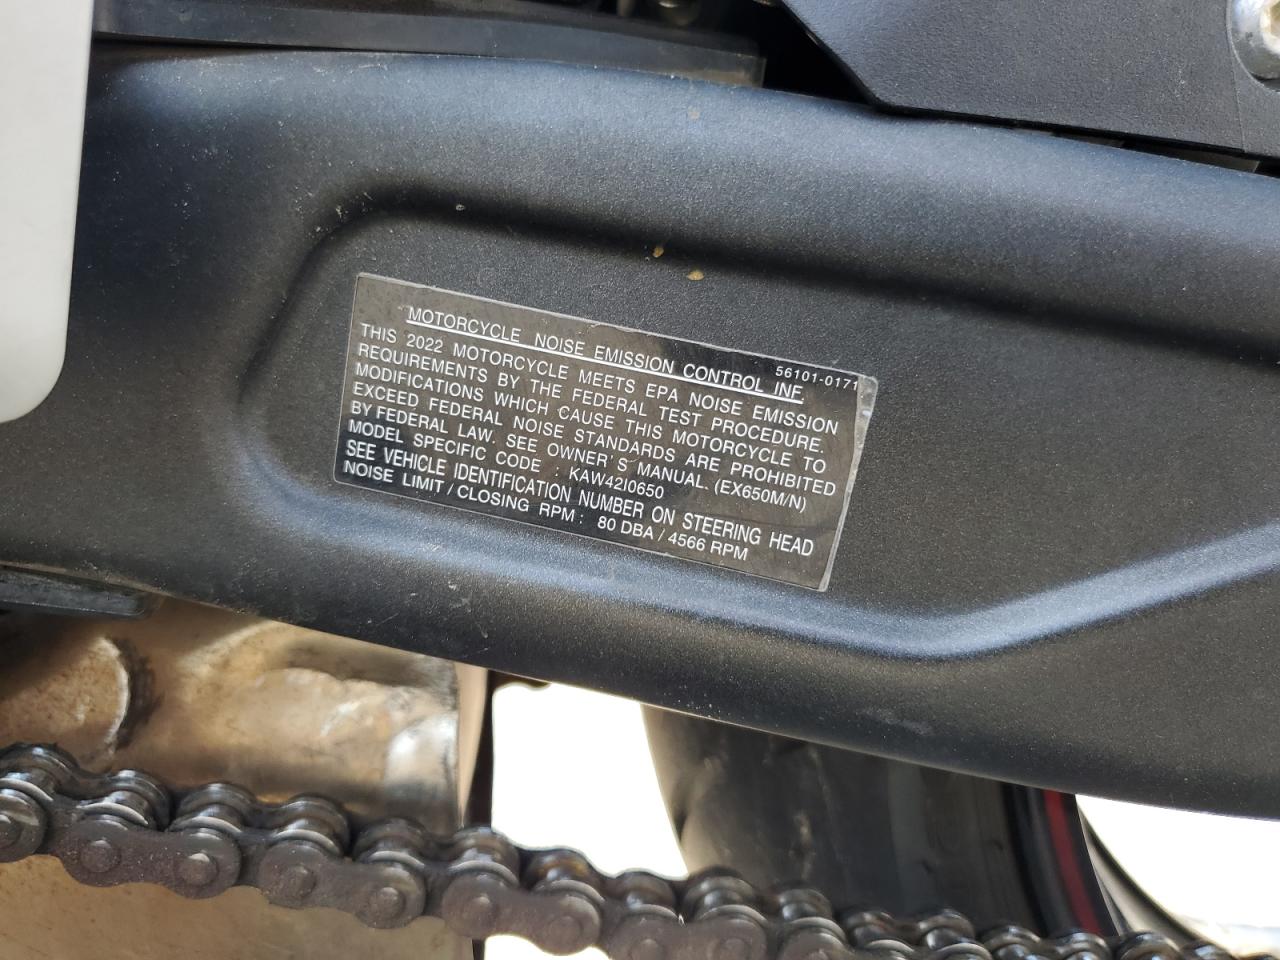 56101-0171
MOTORCYCLE NOISE EMISSION CONTROL INF.
THIS 2022 MOTORCYCLE MEETS EPA NOISE EMISSION
REQUIREMENTS BY THE FEDERAL TEST PROCEDURE.
MODIFICATIONS WHICH CAUSE THIS MOTORCYCLE TO
EXCEED FEDERAL NOISE STANDARDS ARE PROHIBITED
BY FEDERAL LAW. SEE OWNER'S MANUAL. (EX650M/N)
MODEL SPECIFIC CODE : KAW42I0650
SEE VEHICLE IDENTIFICATION NUMBER ON STEERING HEAD
NOISE LIMIT / CLOSING RPM : 80 DBA / 4566 RPM